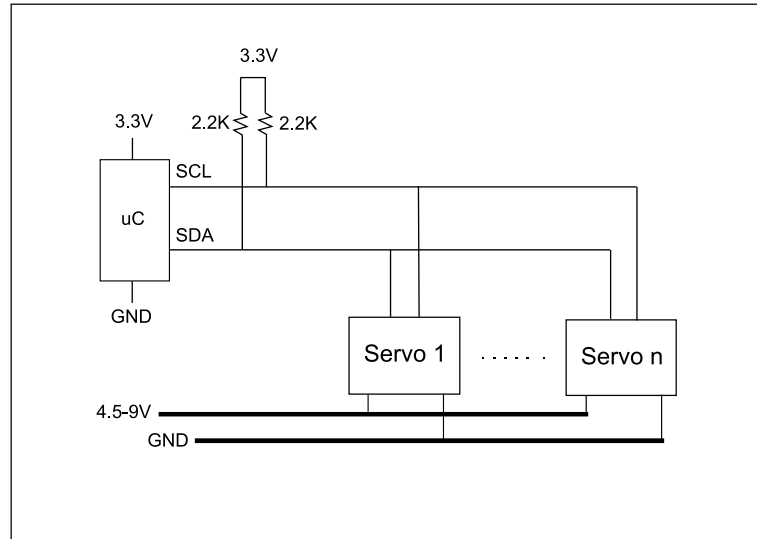 3.3V
3.3V
2.2K 2.2K
SCL
uC
SDA
GND
Servo 1 ...... Servo n
4.5-9V
GND